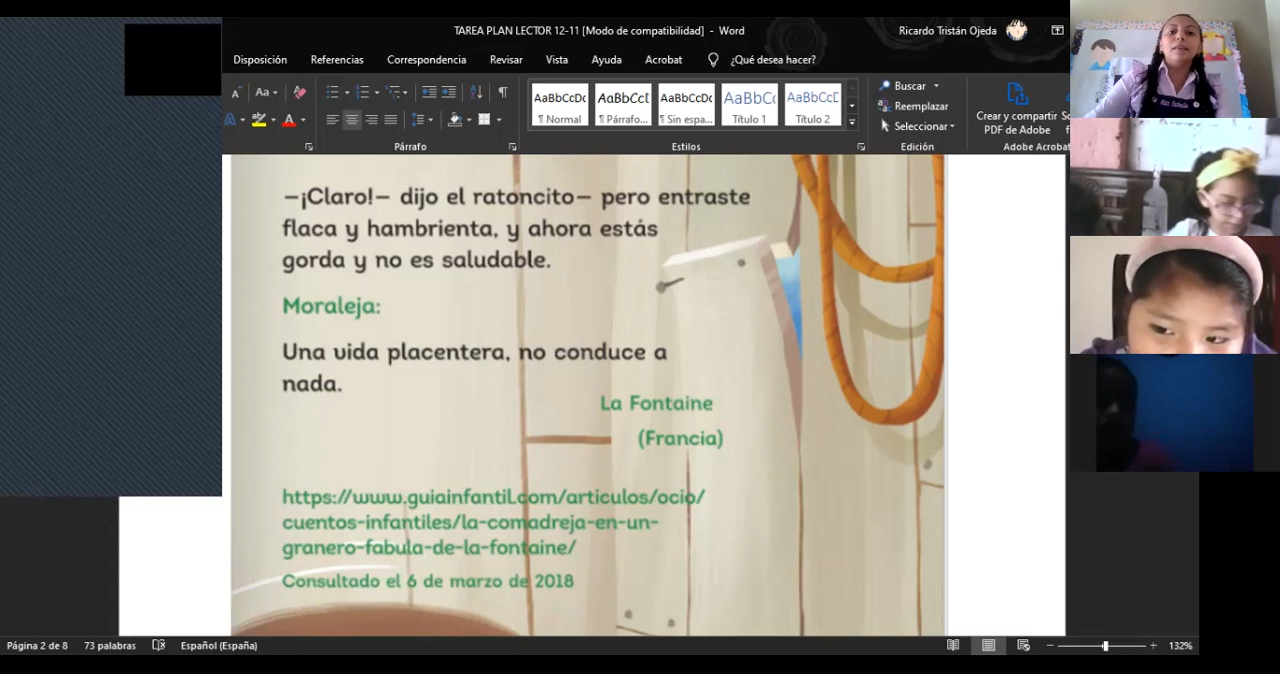 TAREA PLAN LECTOR 12-11 [Modo de compatibilidad] - Word
Ricardo Tristán Ojeda
Disposición Referencias Correspondencia Revisar Vista Ayuda Acrobat ¿Qué desea hacer?
Aa
AaBbCcDc AaBbCcI AaBbCcDc AaBbCc AaBbCcE
¶ Normal ¶ Párrafo... ¶ Sin espa... Título 1 Título 2
Buscar
Reemplazar
Seleccionar
Crear y compartir
PDF de Adobe
Párrafo Estilos Edición Adobe Acrobat
—¡Claro!— dijo el ratoncito— pero entraste
flaca y hambrienta, y ahora estás
gorda y no es saludable.
Moraleja:
Una vida placentera, no conduce a
nada.
La Fontaine
(Francia)
https://www.guiainfantil.com/articulos/ocio/
cuentos-infantiles/la-comadreja-en-un-
granero-fabula-de-la-fontaine/
Consultado el 6 de marzo de 2018
Página 2 de 8 73 palabras Español (España) 132%